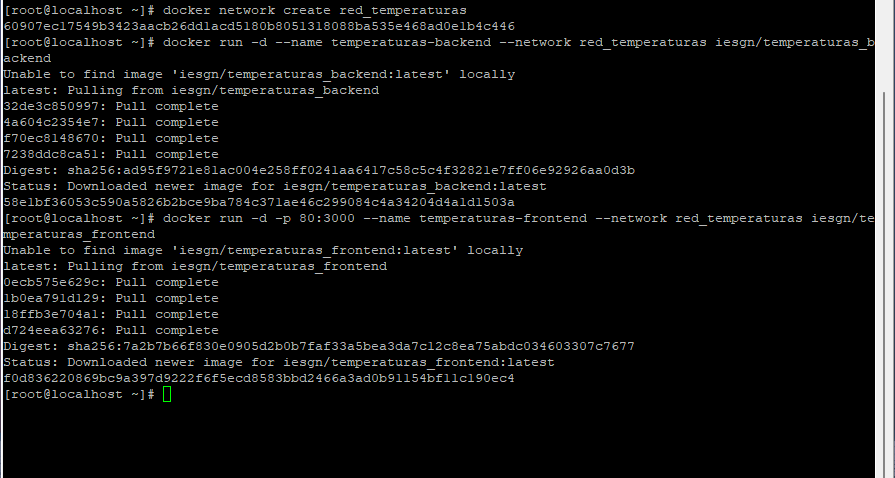 [root@localhost ~]# docker network create red_temperaturas
60907ec17549b3423aacb26dd1acd5180b8051318088ba535e468ad0e1b4c446
[root@localhost ~]# docker run -d --name temperaturas-backend --network red_temperaturas iesgn/temperaturas_b
ackend
Unable to find image 'iesgn/temperaturas_backend:latest' locally
latest: Pulling from iesgn/temperaturas_backend
32de3c850997: Pull complete
4a604c2354e7: Pull complete
f70ec8148670: Pull complete
7238ddc8ca51: Pull complete
Digest: sha256:ad95f9721e81ac004e258ff0241aa6417c58c5c4f32821e7ff06e92926aa0d3b
Status: Downloaded newer image for iesgn/temperaturas_backend:latest
58e1bf36053c590a5826b2bce9ba784c371ae46c299084c4a34204d4a1d1503a
[root@localhost ~]# docker run -d -p 80:3000 --name temperaturas-frontend --network red_temperaturas iesgn/te
mperaturas_frontend
Unable to find image 'iesgn/temperaturas_frontend:latest' locally
latest: Pulling from iesgn/temperaturas_frontend
0ecb575e629c: Pull complete
1b0ea791d129: Pull complete
18ffb3e704a1: Pull complete
d724eea63276: Pull complete
Digest: sha256:7a2b7b66f830e0905d2b0b7faf33a5bea3da7c12c8ea75abdc034603307c7677
Status: Downloaded newer image for iesgn/temperaturas_frontend:latest
f0d836220869bc9a397d9222f6f5ecd8583bbd2466a3ad0b91154bf11c190ec4
[root@localhost ~]#